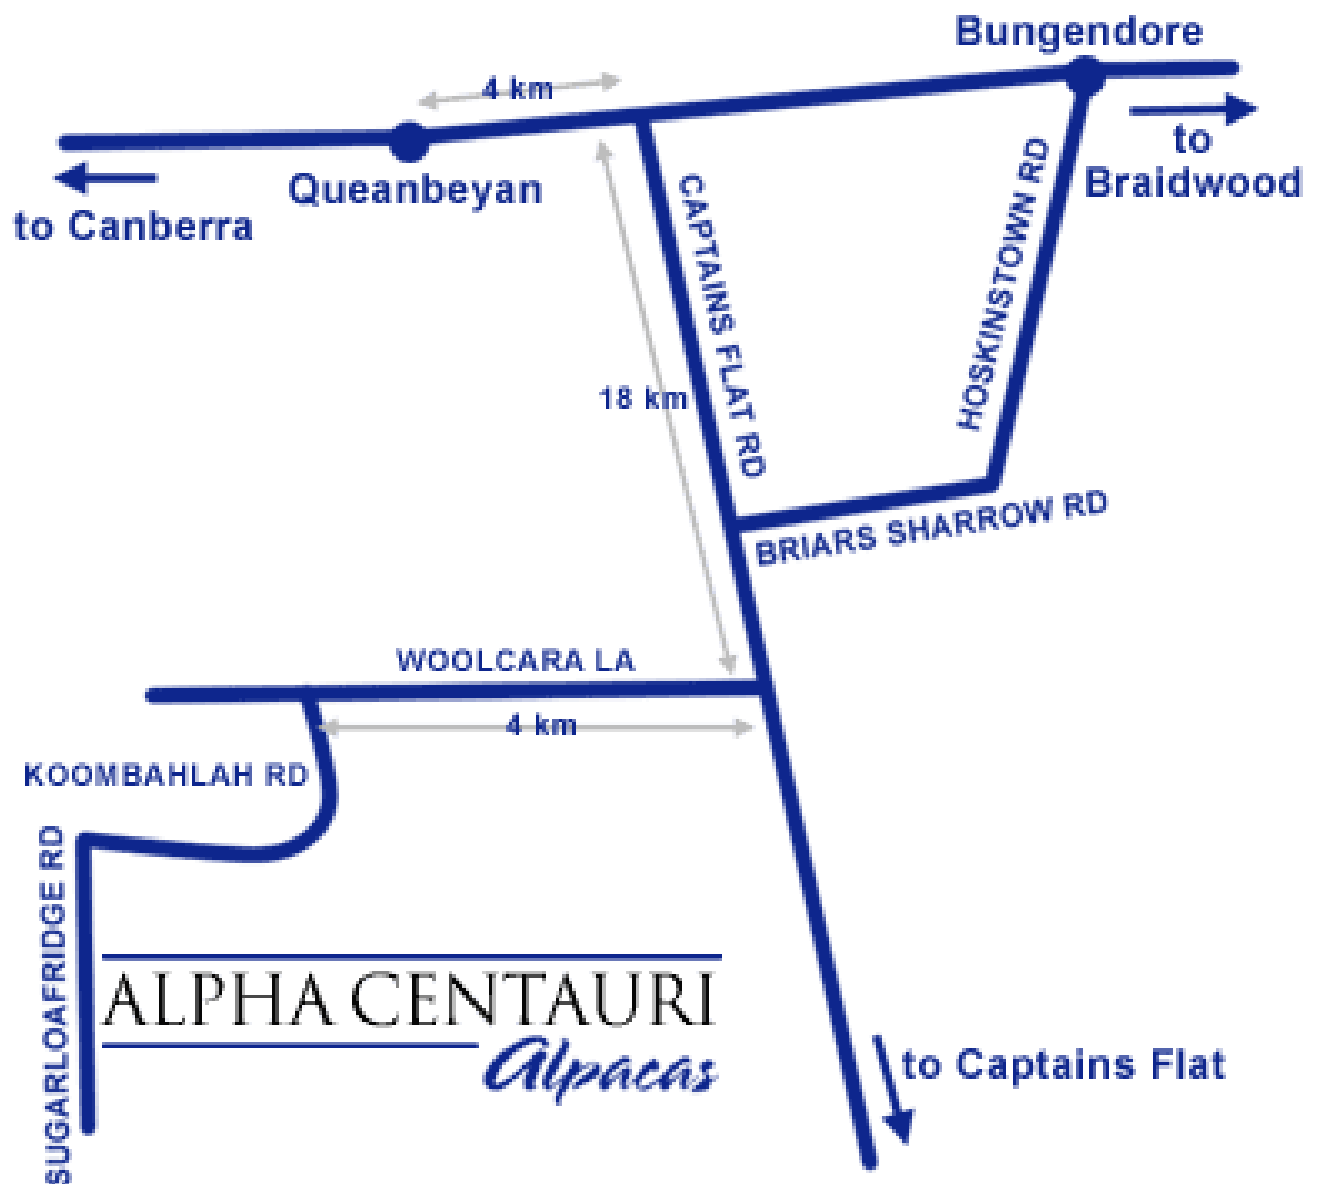 Bungendore
4 km
to
Braidwood
Queanbeyan
to Canberra
CAPTAINS FLAT RD
HOSKINSTOWN RD
18 km
BRIARS SHARROW RD
WOOLCARA LA
4 km
KOOMBAHLAH RD
SUGARLOAFRIDGE RD
ALPHA CENTAURI
Alpacas
to Captains Flat